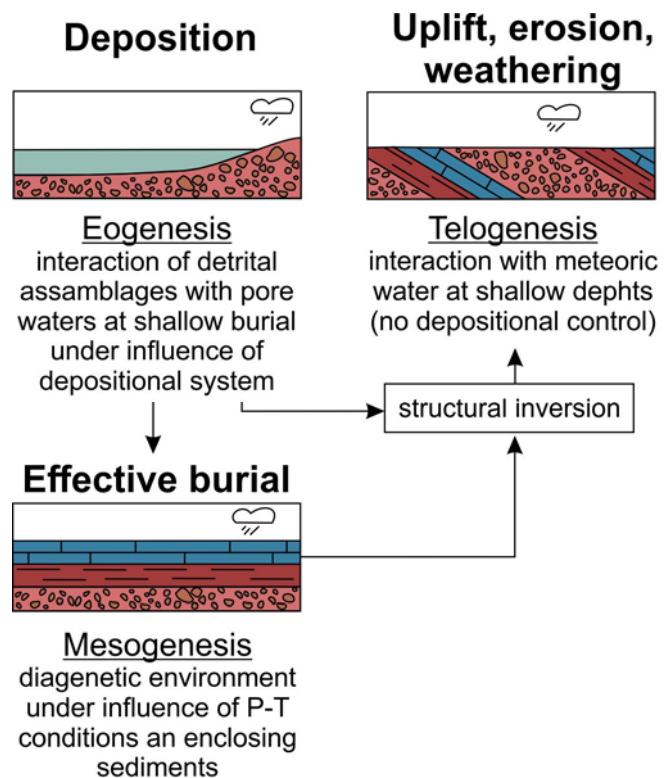 Deposition
Eogenesis
interaction of detrital
assamblages with pore
waters at shallow burial
under influence of
depositional system
Uplift, erosion,
weathering
Telogenesis
interaction with meteoric
water at shallow dephts
(no depositional control)
structural inversion
Effective burial
Mesogenesis
diagenetic environment
under influence of P-T
conditions an enclosing
sediments